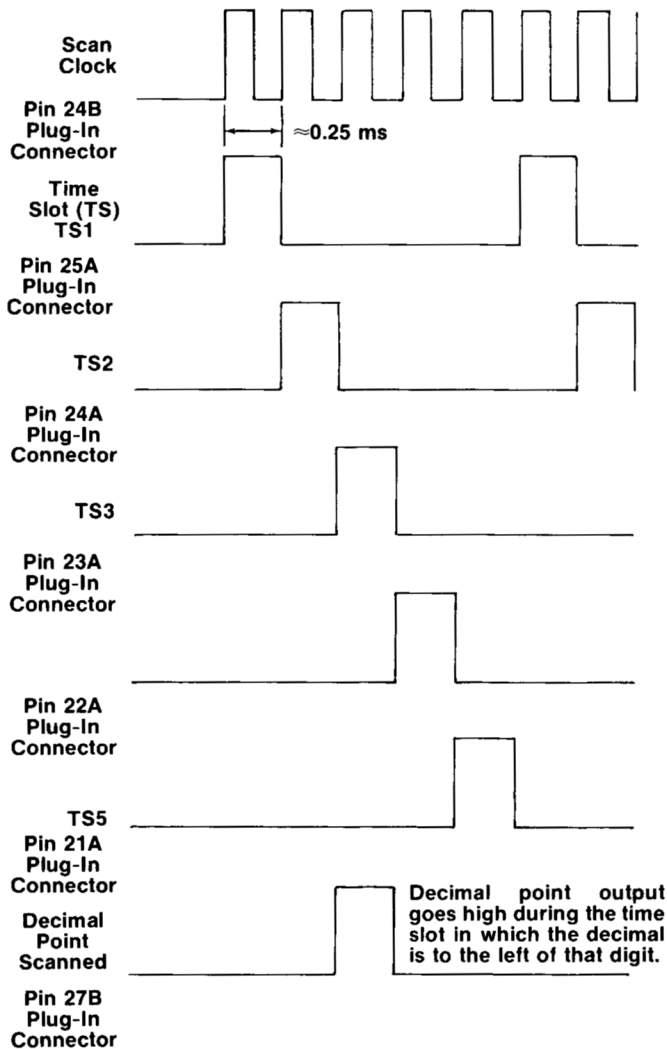 Scan
Clock
Pin 24B
Plug-In
Connector
≈0.25 ms
Time
Slot (TS)
TS1
Pin 25A
Plug-In
Connector
TS2
Pin 24A
Plug-In
Connector
TS3
Pin 23A
Plug-In
Connector
Pin 22A
Plug-In
Connector
TS5
Pin 21A
Plug-In
Connector
Decimal
Point
Scanned
Decimal point output
goes high during the time
slot in which the decimal
is to the left of that digit.
Pin 27B
Plug-In
Connector